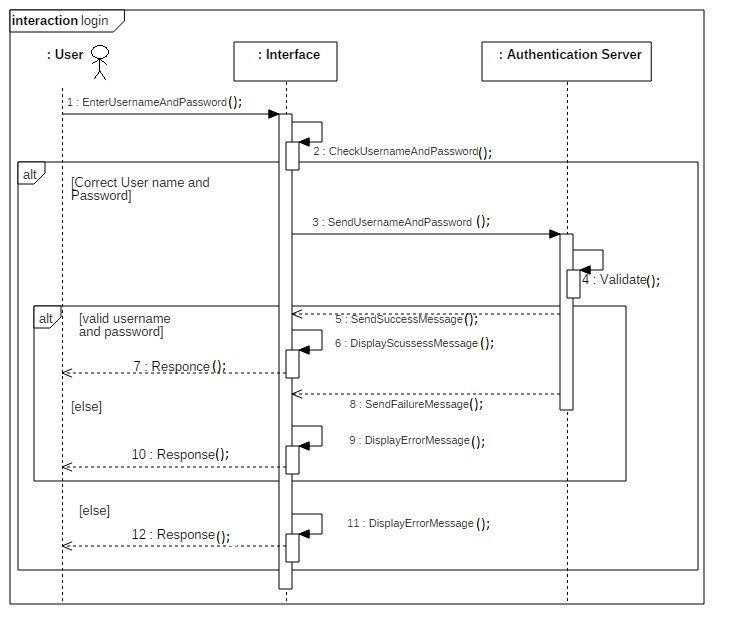 interaction login
: User
: Interface
: Authentication Server
1 : EnterUsernameAndPassword();
2 : CheckUsernameAndPassword();
alt
[Correct User name and
Password]
3 : SendUsernameAndPassword ();
4 : Validate();
alt
[valid username
and password]
5 : SendSuccessMessage();
6 : DisplayScussessMessage();
7 : Responce();
8 : SendFailureMessage();
[else]
9 : DisplayErrorMessage();
10 : Response();
[else]
11 : DisplayErrorMessage ();
12 : Response();